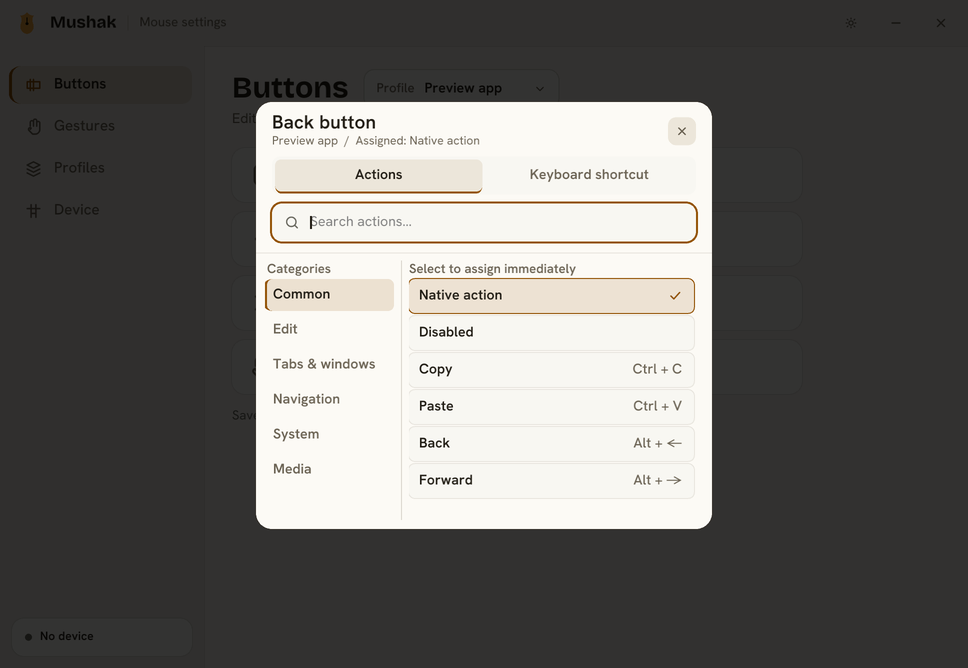 Mushak
Mouse settings
Buttons
Gestures
Profiles
Device
No device
Buttons
Profile Preview app
Back button
Preview app / Assigned: Native action
Actions
Keyboard shortcut
Search actions...
Categories
Common
Edit
Tabs & windows
Navigation
System
Media
Select to assign immediately
Native action
Disabled
Copy Ctrl + C
Paste Ctrl + V
Back Alt + ←
Forward Alt + →